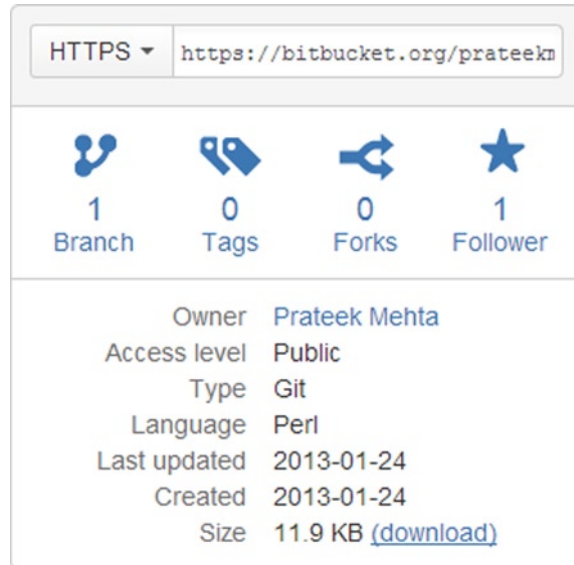 HTTPS https://bitbucket.org/prateekm
1 0 0 1
Branch Tags Forks Follower
Owner Prateek Mehta
Access level Public
Type Git
Language Perl
Last updated 2013-01-24
Created 2013-01-24
Size 11.9 KB (download)